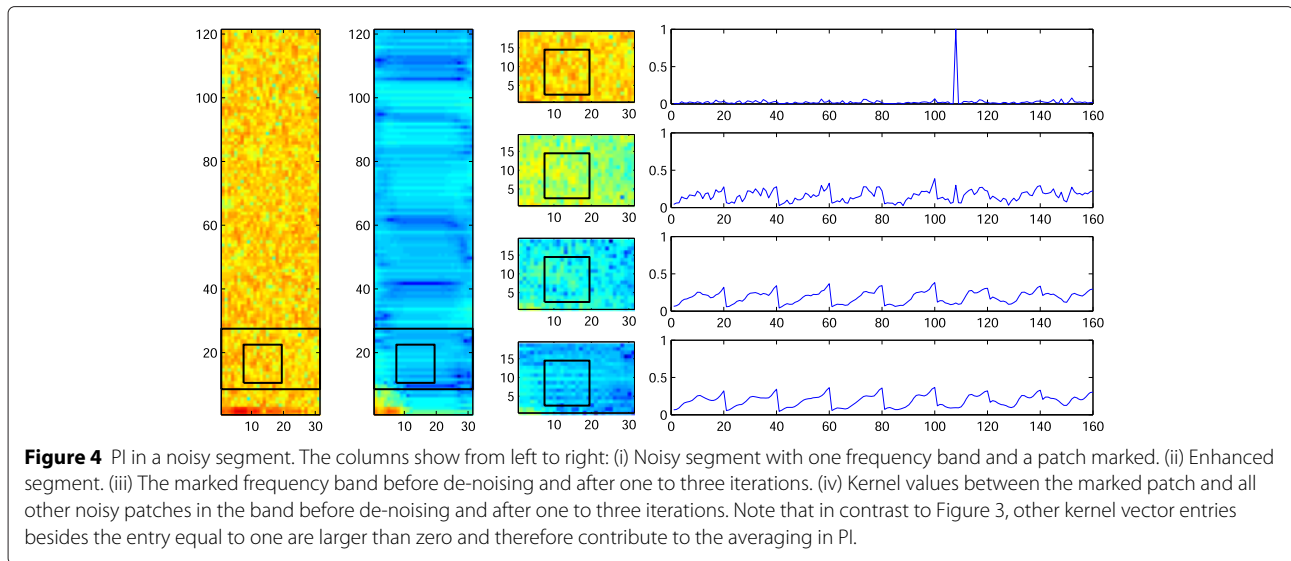 120
100
80
60
40
20
10 20 30
120
100
80
60
40
20
10 20 30
15
10
5
10 20 30
15
10
5
10 20 30
15
10
5
10 20 30
15
10
5
10 20 30
1
0.5
0
0 20 40 60 80 100 120 140 160
1
0.5
0
0 20 40 60 80 100 120 140 160
1
0.5
0
0 20 40 60 80 100 120 140 160
1
0.5
0
0 20 40 60 80 100 120 140 160
Figure 4 PI in a noisy segment. The columns show from left to right: (i) Noisy segment with one frequency band and a patch marked. (ii) Enhanced
segment. (iii) The marked frequency band before de-noising and after one to three iterations. (iv) Kernel values between the marked patch and all
other noisy patches in the band before de-noising and after one to three iterations. Note that in contrast to Figure 3, other kernel vector entries
besides the entry equal to one are larger than zero and therefore contribute to the averaging in PI.